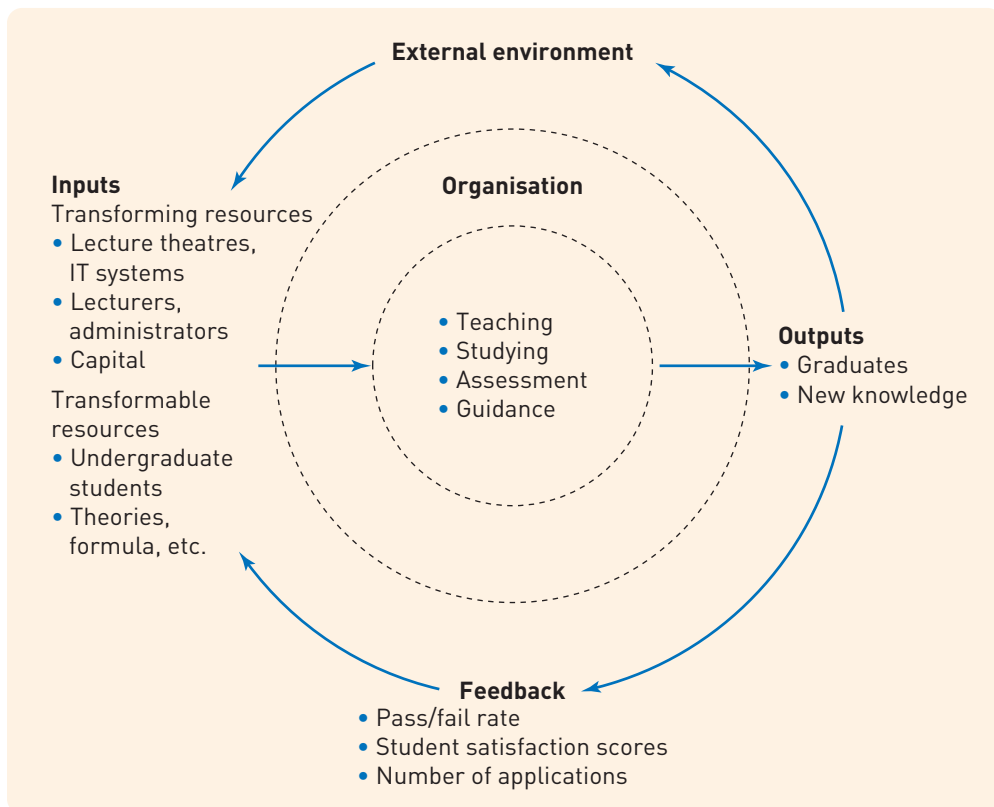 External environment
Inputs
Transforming resources
• Lecture theatres,
IT systems
• Lecturers,
administrators
• Capital
Transformable
resources
• Undergraduate
students
• Theories,
formula, etc.
Organisation
• Teaching
• Studying
• Assessment
• Guidance
Outputs
• Graduates
• New knowledge
Feedback
• Pass/fail rate
• Student satisfaction scores
• Number of applications